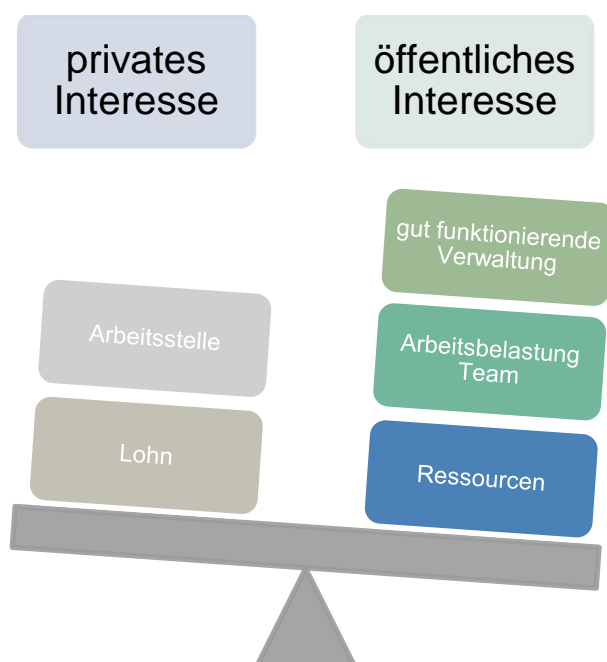 privates
Interesse
öffentliches
Interesse
gut funktionierende
Verwaltung
Arbeitsstelle
Arbeitsbelastung
Team
Lohn
Ressourcen